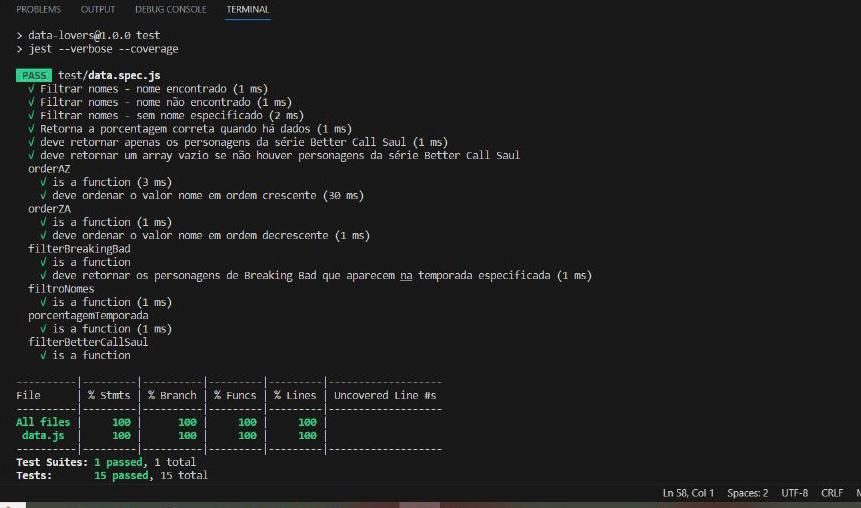 PROBLEMS OUTPUT DEBUG CONSOLE TERMINAL
> data-lovers@1.0.0 test
> jest --verbose --coverage
PASS test/data.spec.js
√ Filtrar nomes - nome encontrado (1 ms)
√ Filtrar nomes - nome não encontrado (1 ms)
√ Filtrar nomes - sem nome especificado (2 ms)
√ Retorna a porcentagem correta quando há dados (1 ms)
√ deve retornar apenas os personagens da série Better Call Saul (1 ms)
√ deve retornar um array vazio se não houver personagens da série Better Call Saul
orderAZ
√ is a function (3 ms)
√ deve ordenar o valor nome em ordem crescente (30 ms)
orderZA
√ is a function (1 ms)
√ deve ordenar o valor nome em ordem decrescente (1 ms)
filterBreakingBad
√ is a function
√ deve retornar os personagens de Breaking Bad que aparecem na temporada especificada (1 ms)
filtroNomes
√ is a function (1 ms)
porcentagemTemporada
√ is a function (1 ms)
filterBetterCallSaul
√ is a function
----------|---------|----------|---------|---------|-------------------
File      | % Stmts | % Branch | % Funcs | % Lines | Uncovered Line #s
----------|---------|----------|---------|---------|-------------------
All files |     100 |      100 |     100 |     100 |
data.js  |     100 |      100 |     100 |     100 |
----------|---------|----------|---------|---------|-------------------
Test Suites: 1 passed, 1 total
Tests:       15 passed, 15 total
Ln 58, Col 1 Spaces: 2 UTF-8 CRLF